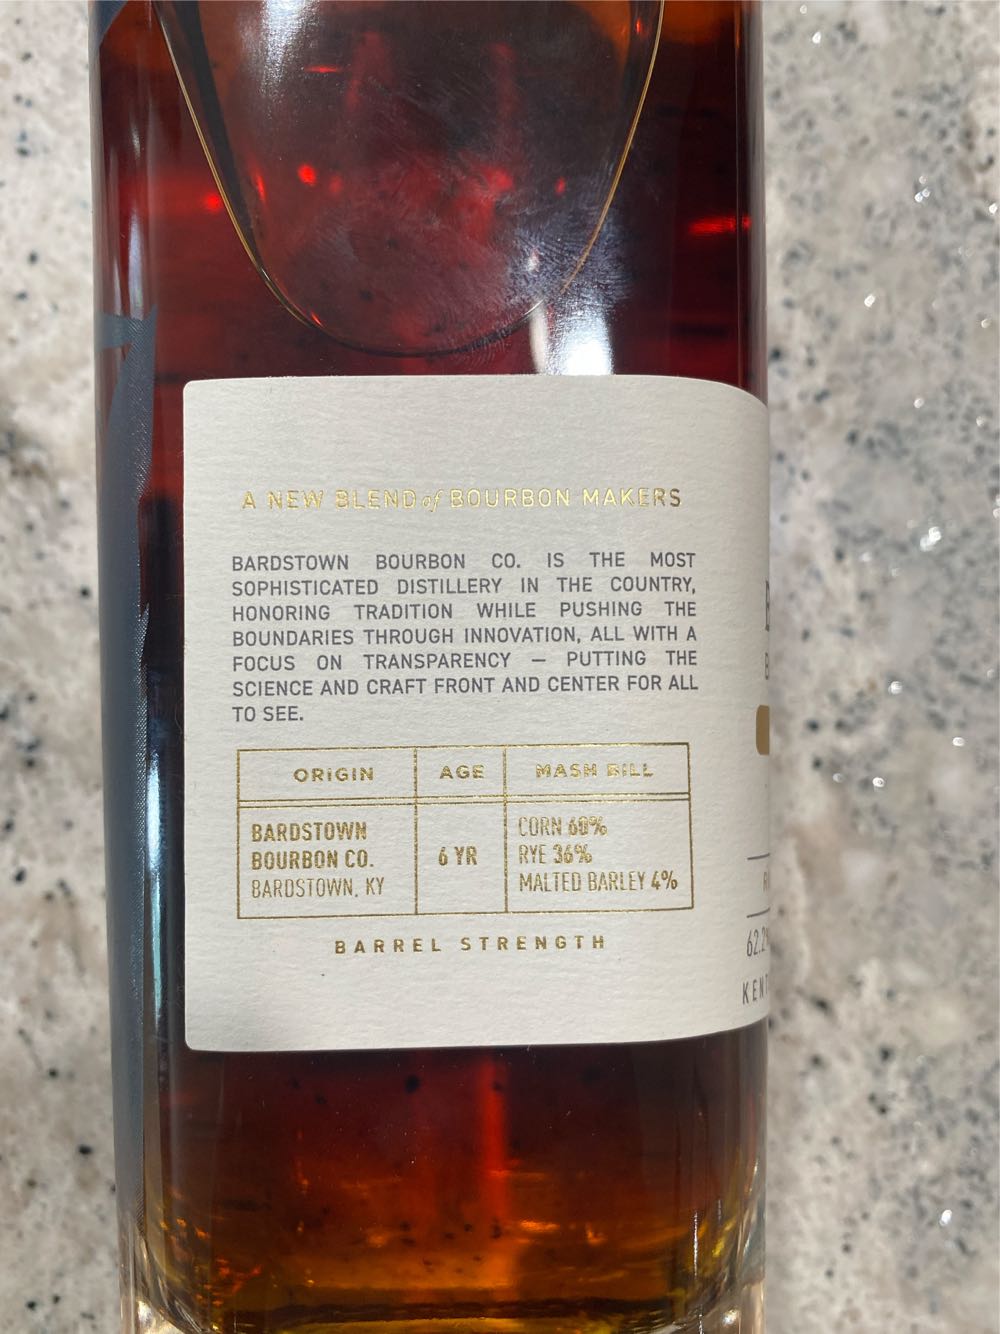 A NEW BLEND of BOURBON MAKERS
BARDSTOWN BOURBON CO. IS THE MOST
SOPHISTICATED DISTILLERY IN THE COUNTRY,
HONORING TRADITION WHILE PUSHING THE
BOUNDARIES THROUGH INNOVATION, ALL WITH A
FOCUS ON TRANSPARENCY — PUTTING THE
SCIENCE AND CRAFT FRONT AND CENTER FOR ALL
TO SEE.
ORIGIN AGE MASH BILL
BARDSTOWN
BOURBON CO.
BARDSTOWN, KY
6 YR
CORN 60%
RYE 36%
MALTED BARLEY 4%
BARREL STRENGTH